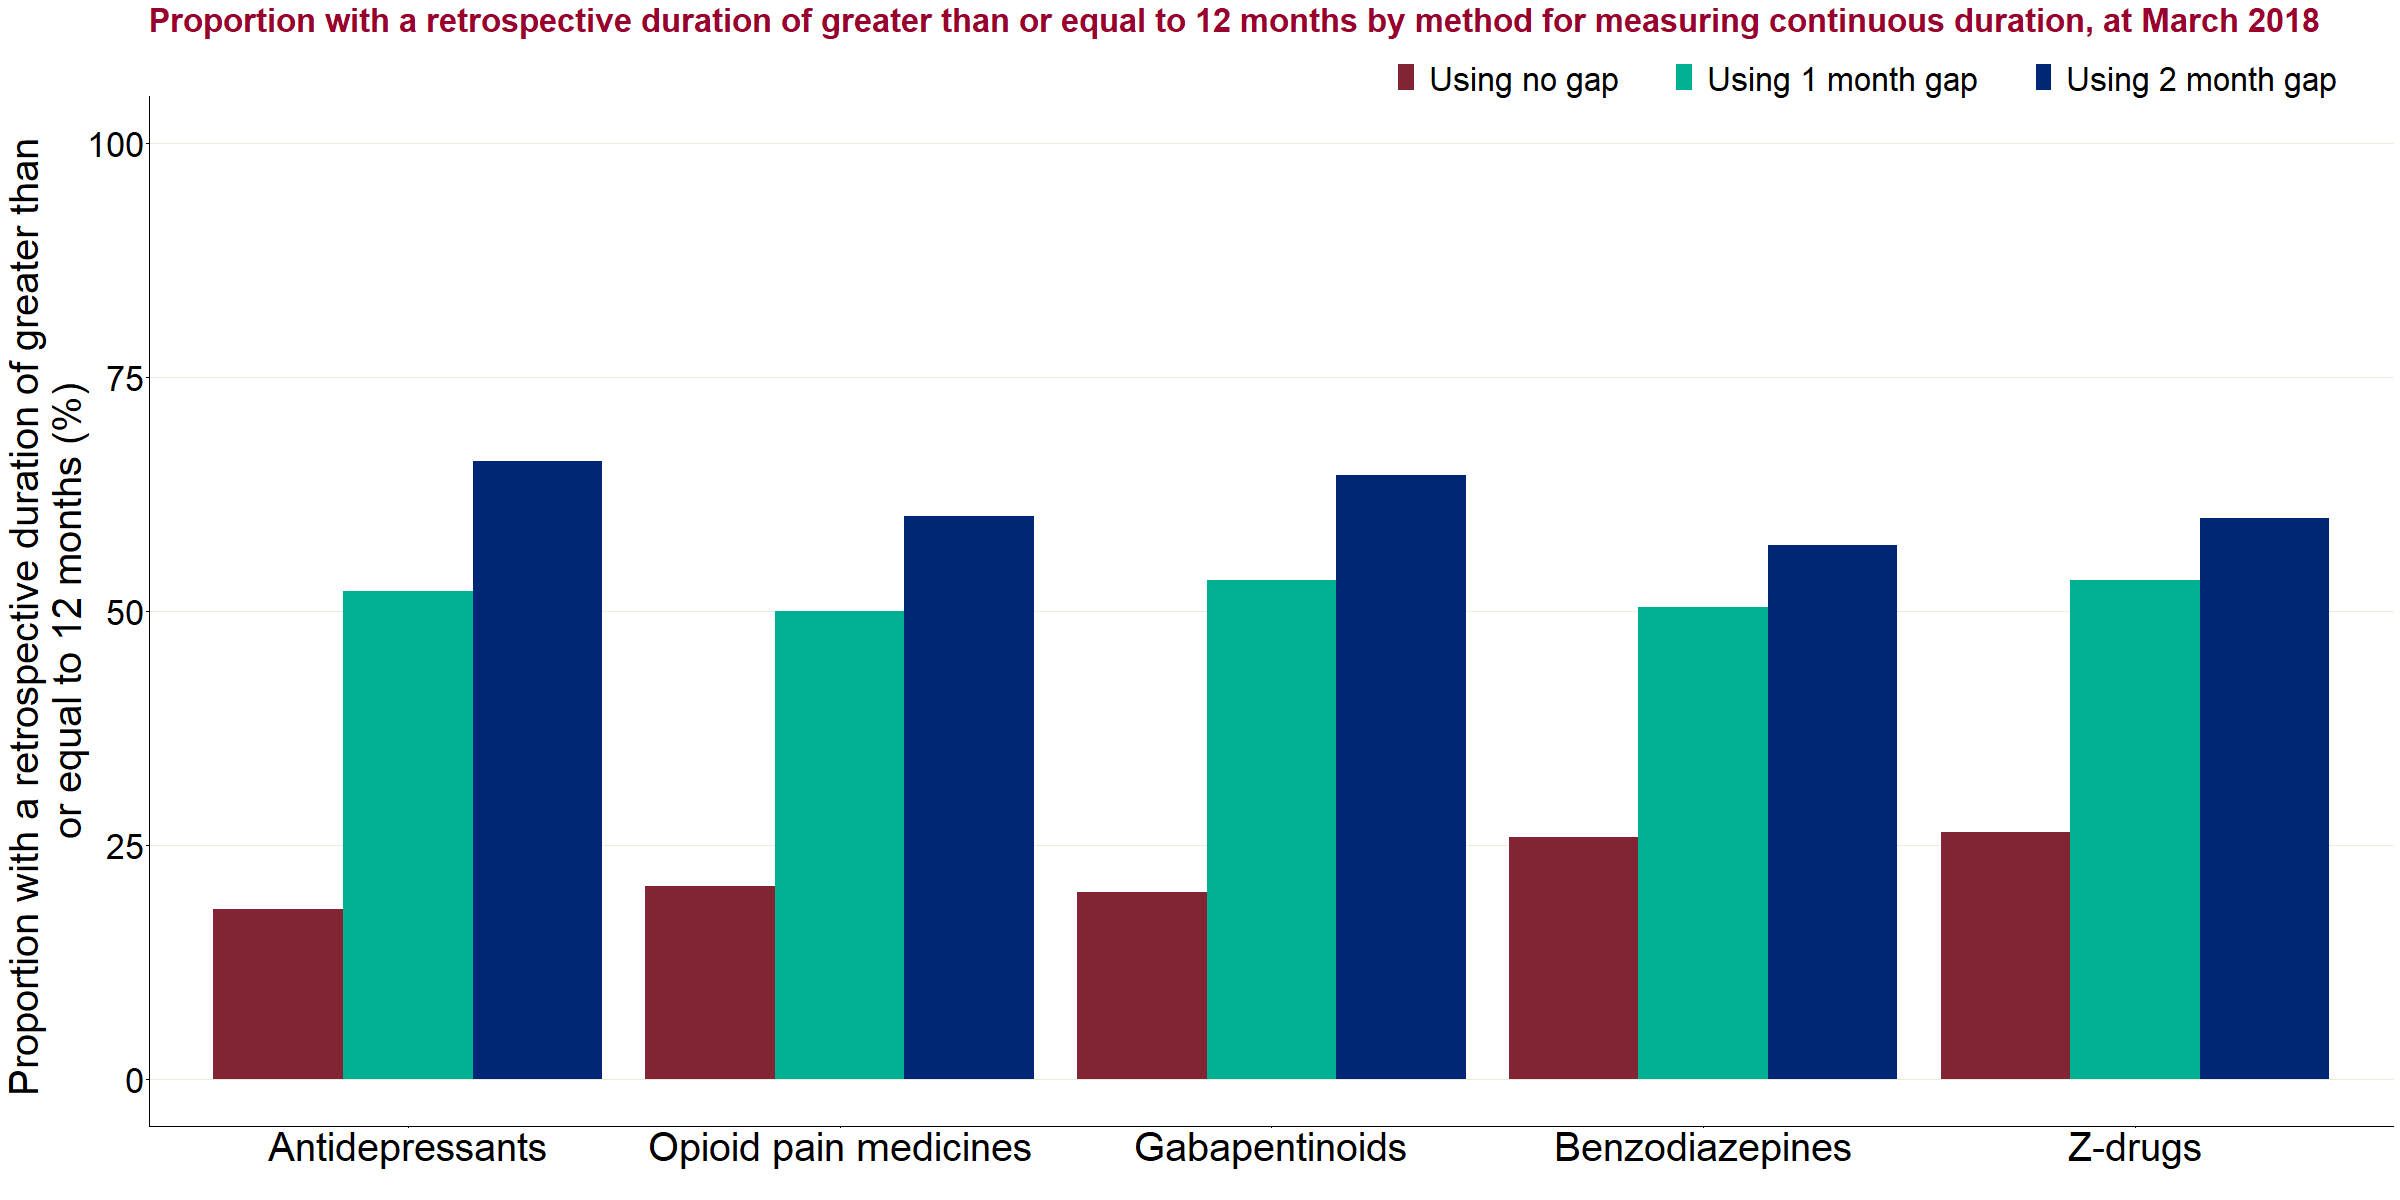 Proportion with a retrospective duration of greater than or equal to 12 months by method for measuring continuous duration, at March 2018
Using no gap
Using 1 month gap
Using 2 month gap
Proportion with a retrospective duration of greater than
or equal to 12 months (%)
100
75
50
25
0
Antidepressants
Opioid pain medicines
Gabapentinoids
Benzodiazepines
Z-drugs